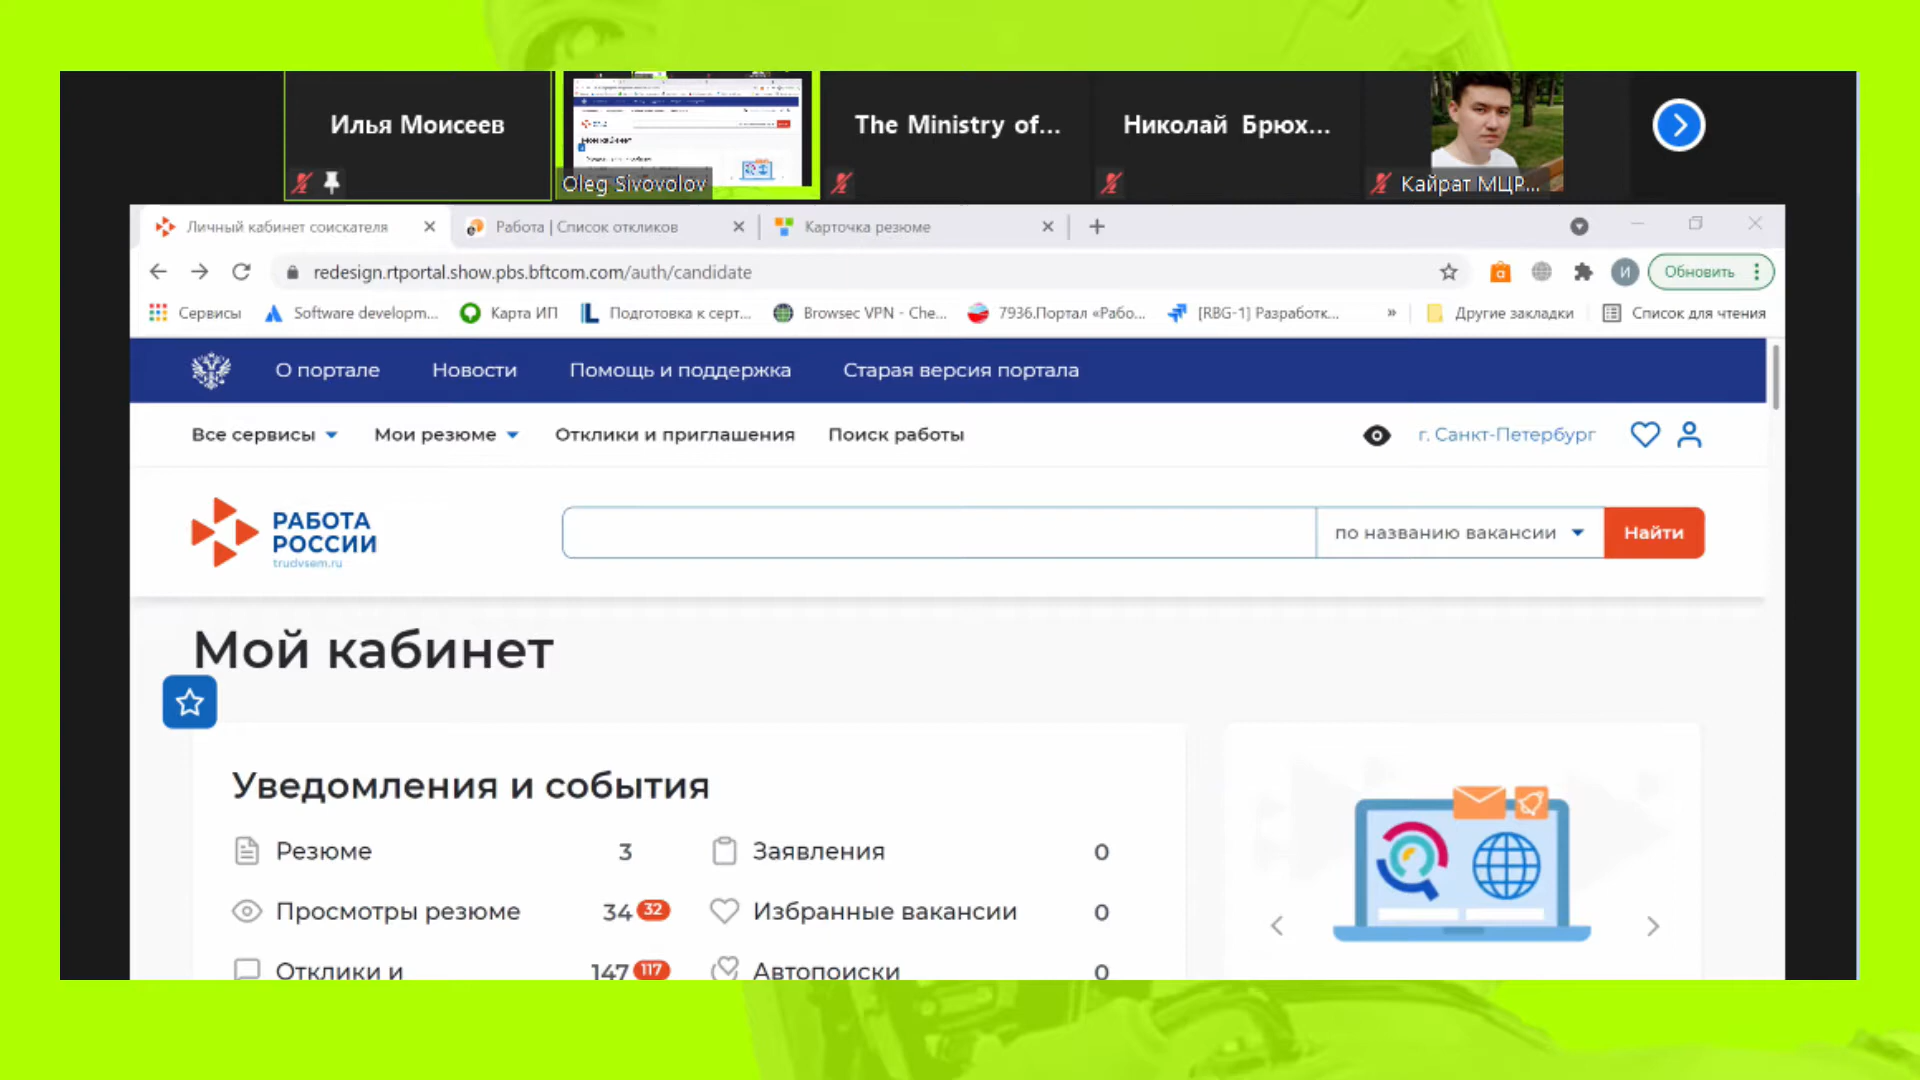 Илья Моисеев
Oleg Sivovolov
The Ministry of...
Николай Брюх...
Кайрат МЦР...
Личный кабинет соискателя
Работа | Список откликов
Карточка резюме
redesign.rtportal.show.pbs.bftcom.com/auth/candidate
И
Обновить
Сервисы
Software developm...
Карта ИП
Подготовка к серт...
Browsec VPN - Che...
7936.Портал «Рабо...
[RBG-1] Разработк...
»
Другие закладки
Список для чтения
О портале
Новости
Помощь и поддержка
Старая версия портала
Все сервисы
Мои резюме
Отклики и приглашения
Поиск работы
г. Санкт-Петербург
РАБОТА
РОССИИ
trudvsem.ru
по названию вакансии
Найти
Мой кабинет
Уведомления и события
Резюме 3
Заявления 0
Просмотры резюме 34 32
Избранные вакансии 0
Отклики и 147 117
Автопоиски 0